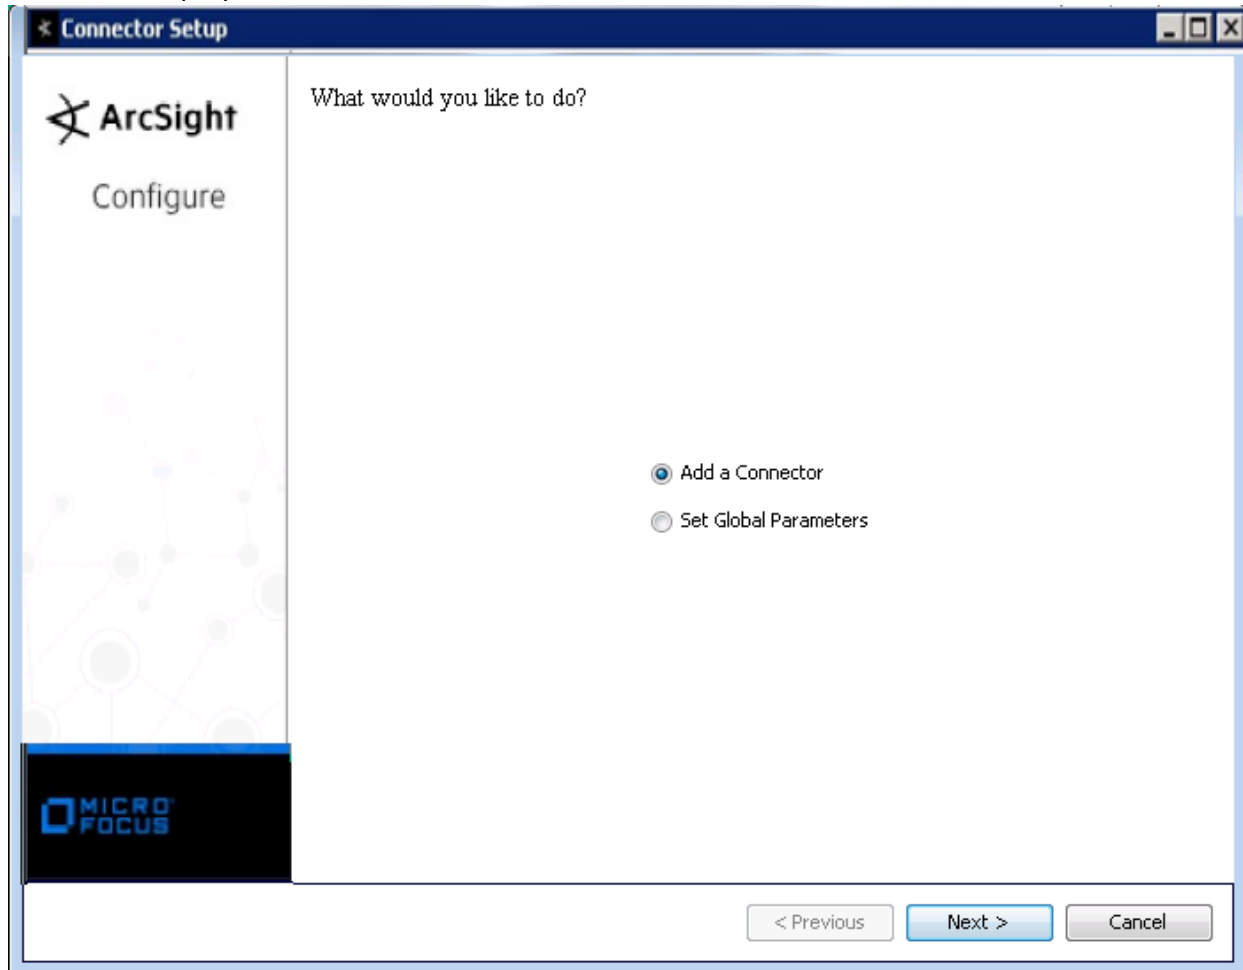 Connector Setup
ArcSight
Configure
What would you like to do?
Add a Connector
Set Global Parameters
MICRO
FOCUS
< Previous
Next >
Cancel